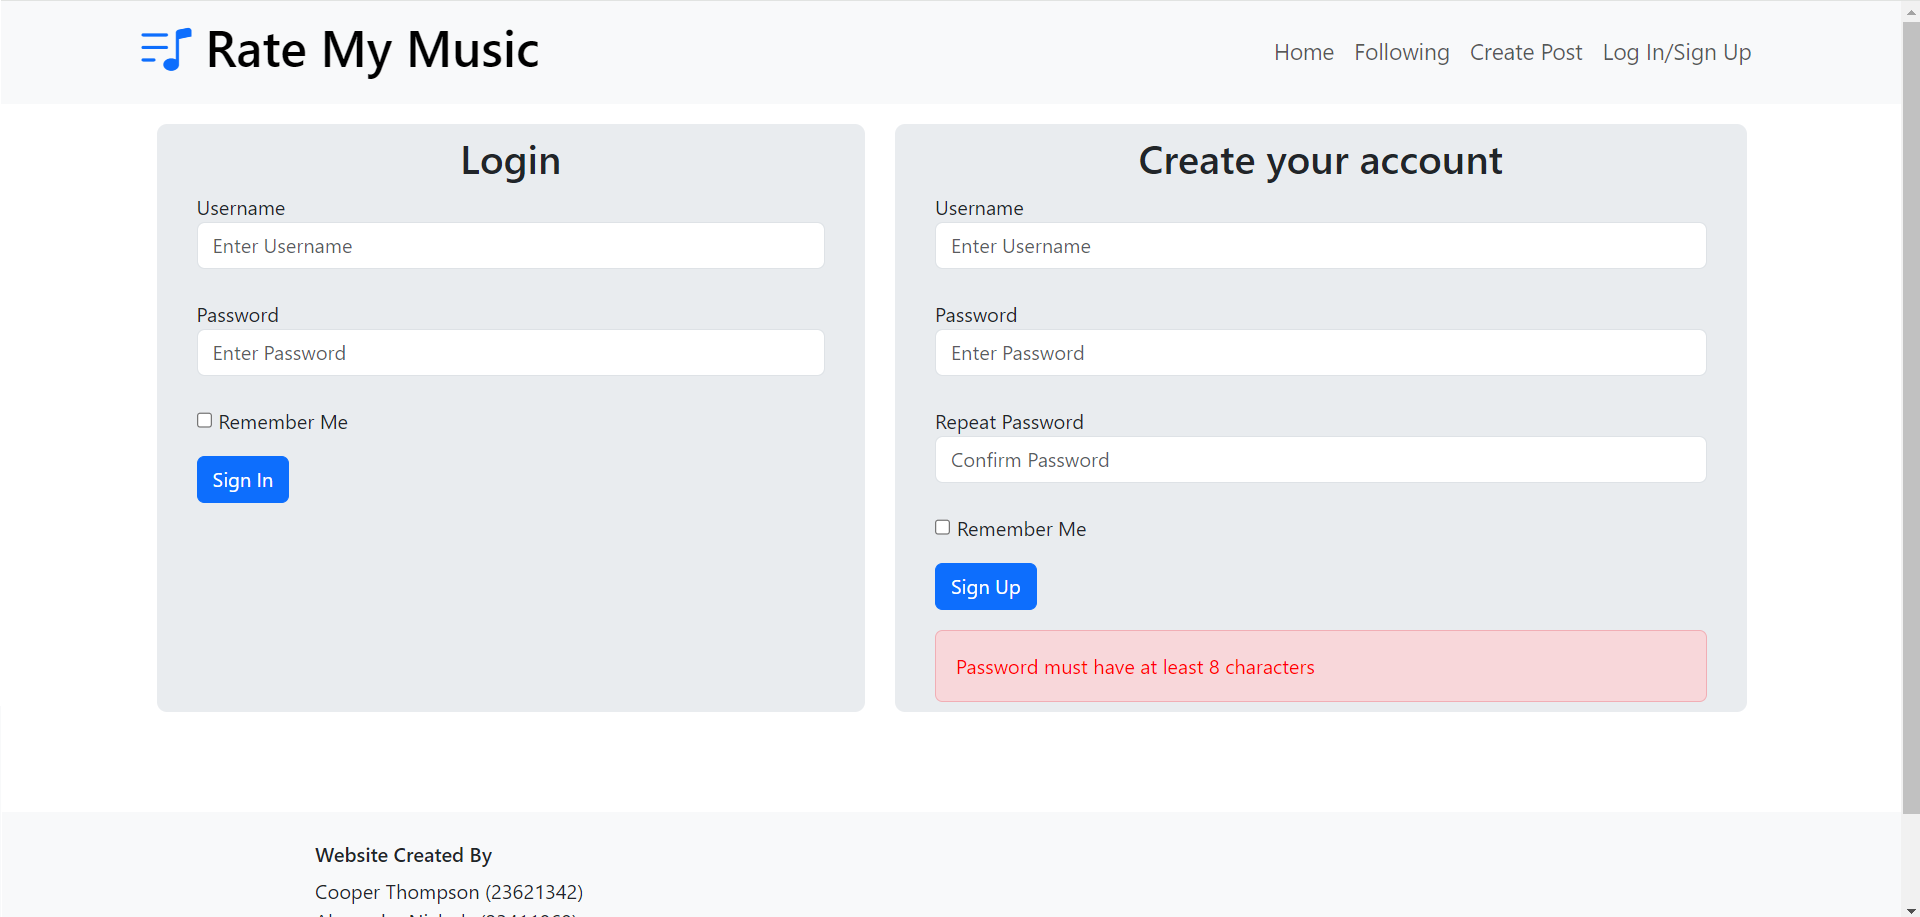 Rate My Music
Home Following Create Post Log In/Sign Up
Login
Username
Enter Username
Password
Enter Password
Remember Me
Sign In
Create your account
Username
Enter Username
Password
Enter Password
Repeat Password
Confirm Password
Remember Me
Sign Up
Password must have at least 8 characters
Website Created By
Cooper Thompson (23621342)